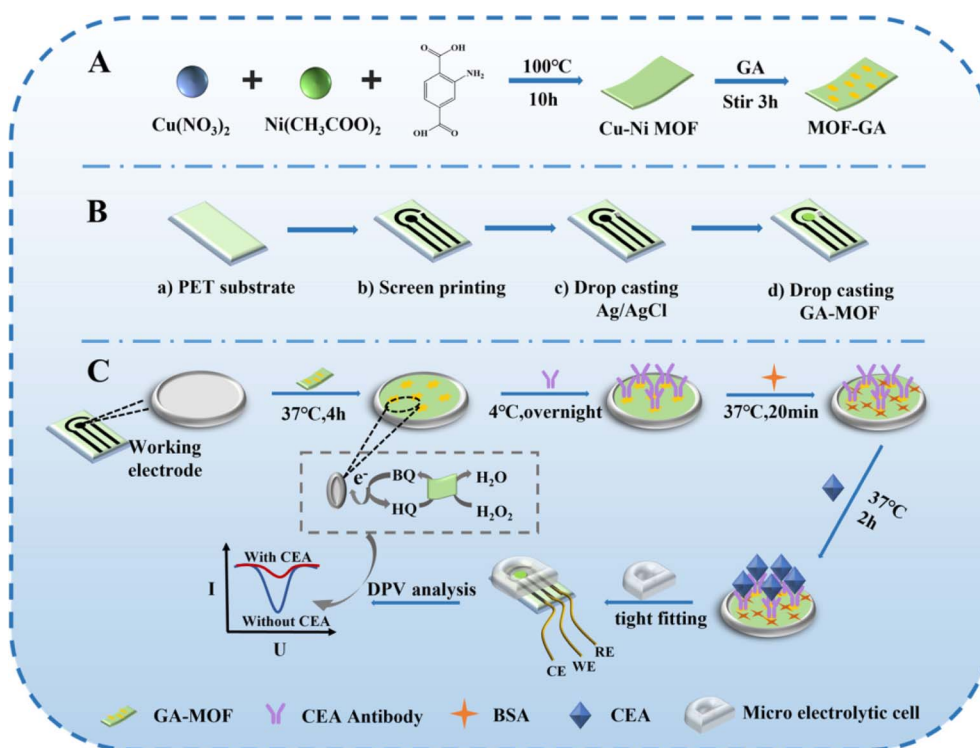 A
OH
O
NH₂
OH
O
Cu(NO₃)₂
+
Ni(CH₃COO)₂
+
100℃
10h
Cu-Ni MOF
GA
Stir 3h
MOF-GA
B
a) PET substrate
b) Screen printing
c) Drop casting
Ag/AgCl
d) Drop casting
GA-MOF
C
Working
electrode
37℃,4h
4℃,overnight
37℃,20min
37℃
2h
e⁻
BQ
HQ
H₂O
H₂O₂
tight fitting
CE
WE
RE
DPV analysis
With CEA
Without CEA
I
U
GA-MOF
CEA Antibody
BSA
CEA
Micro electrolytic cell